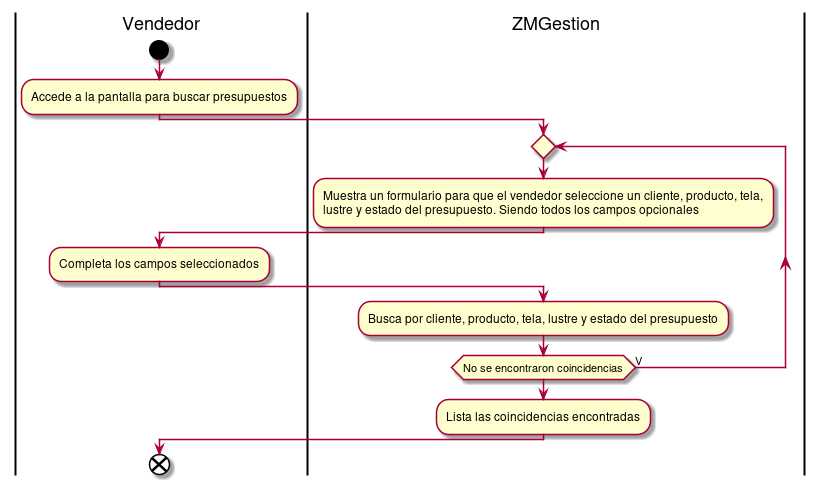 Vendedor
ZMGestion
Accede a la pantalla para buscar presupuestos
Muestra un formulario para que el vendedor seleccione un cliente, producto, tela,
lustre y estado del presupuesto. Siendo todos los campos opcionales
Completa los campos seleccionados
Busca por cliente, producto, tela, lustre y estado del presupuesto
No se encontraron coincidencias
V
Lista las coincidencias encontradas